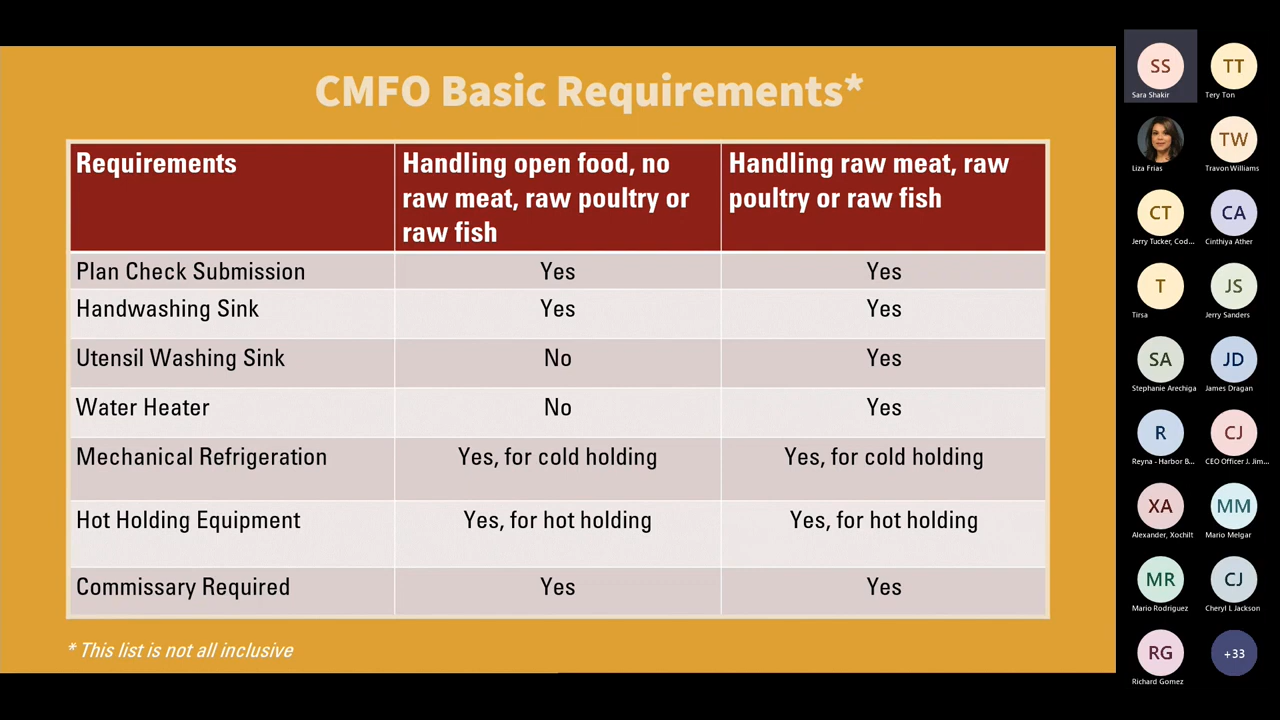 CMFO Basic Requirements*
Requirements
Handling open food, no
raw meat, raw poultry or
raw fish
Handling raw meat, raw
poultry or raw fish
Plan Check Submission
Yes
Yes
Handwashing Sink
Yes
Yes
Utensil Washing Sink
No
Yes
Water Heater
No
Yes
Mechanical Refrigeration
Yes, for cold holding
Yes, for cold holding
Hot Holding Equipment
Yes, for hot holding
Yes, for hot holding
Commissary Required
Yes
Yes
* This list is not all inclusive
SS
Sara Shakir
TT
Tery Ton
Liza Frias
TW
Travon Williams
CT
Jerry Tucker, Cod...
CA
Cinthiya Ather
T
Tirsa
JS
Jerry Sanders
SA
Stephanie Arechiga
JD
James Dragan
R
Reyna - Harbor B...
CJ
CEO Officer J. Jim...
XA
Alexander, Xochilt
MM
Mario Melgar
MR
Mario Rodriguez
CJ
Cheryl L Jackson
RG
Richard Gomez
+33